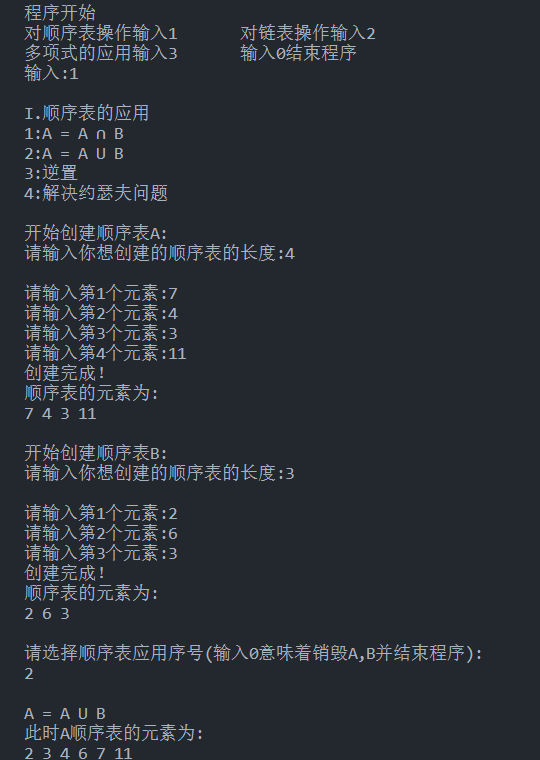 程序开始
对顺序表操作输入1      对链表操作输入2
多项式的应用输入3      输入0结束程序
输入:1
I.顺序表的应用
1:A = A ∩ B
2:A = A U B
3:逆置
4:解决约瑟夫问题
开始创建顺序表A:
请输入你想创建的顺序表的长度:4
请输入第1个元素:7
请输入第2个元素:4
请输入第3个元素:3
请输入第4个元素:11
创建完成!
顺序表的元素为:
7 4 3 11
开始创建顺序表B:
请输入你想创建的顺序表的长度:3
请输入第1个元素:2
请输入第2个元素:6
请输入第3个元素:3
创建完成!
顺序表的元素为:
2 6 3
请选择顺序表应用序号(输入0意味着销毁A,B并结束程序):
2
A = A U B
此时A顺序表的元素为:
2 3 4 6 7 11